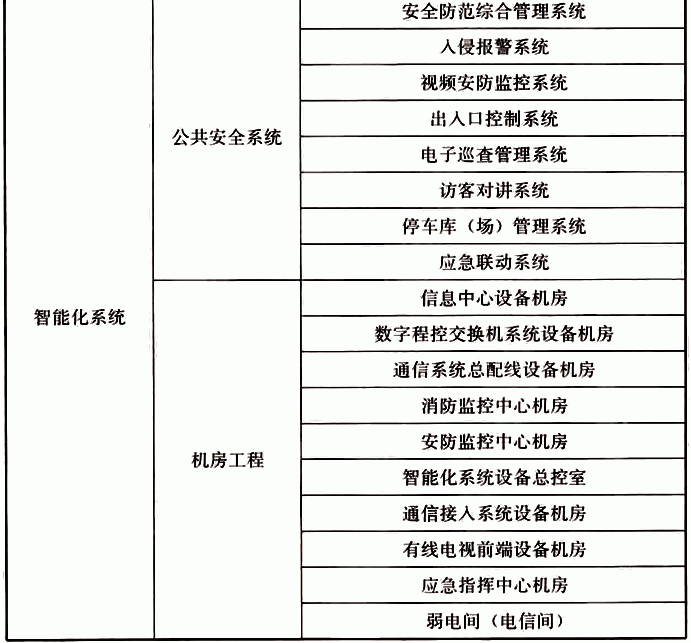 智能化系统
公共安全系统
安全防范综合管理系统
入侵报警系统
视频安防监控系统
出入口控制系统
电子巡查管理系统
访客对讲系统
停车库（场）管理系统
应急联动系统
机房工程
信息中心设备机房
数字程控交换机系统设备机房
通信系统总配线设备机房
消防监控中心机房
安防监控中心机房
智能化系统设备总控室
通信接入系统设备机房
有线电视前端设备机房
应急指挥中心机房
弱电间（电信间）